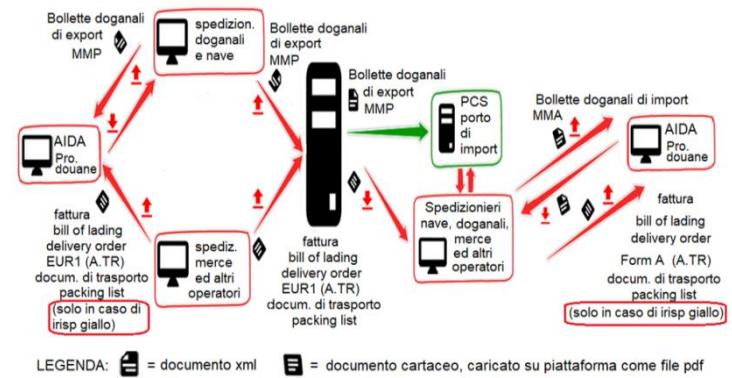 Bollette doganali
di export
MMP
spedizion.
doganali
e nave
Bollette doganali
di export
MMP
Bollette doganali
di export
MMP
PCS
porto
di
import
Bollette doganali di import
MMA
AIDA
Pro.
douane
AIDA
Pro.
douane
fattura
bill of lading
delivery order
EUR1 (A.TR)
docum. di trasporto
packing list
(solo in caso di
irisp giallo)
spediz.
merce
ed altri
operatori
fattura
bill of lading
delivery order
EUR1 (A.TR)
docum. di trasporto
packing list
Spedizionieri
nave, doganali,
merce
ed altri
operatori
fattura
bill of lading
delivery order
Form A (A.TR)
docum. di trasporto
packing list
(solo in caso di irisp giallo)
LEGENDA: = documento xml = documento cartaceo, caricato su piattaforma come file pdf